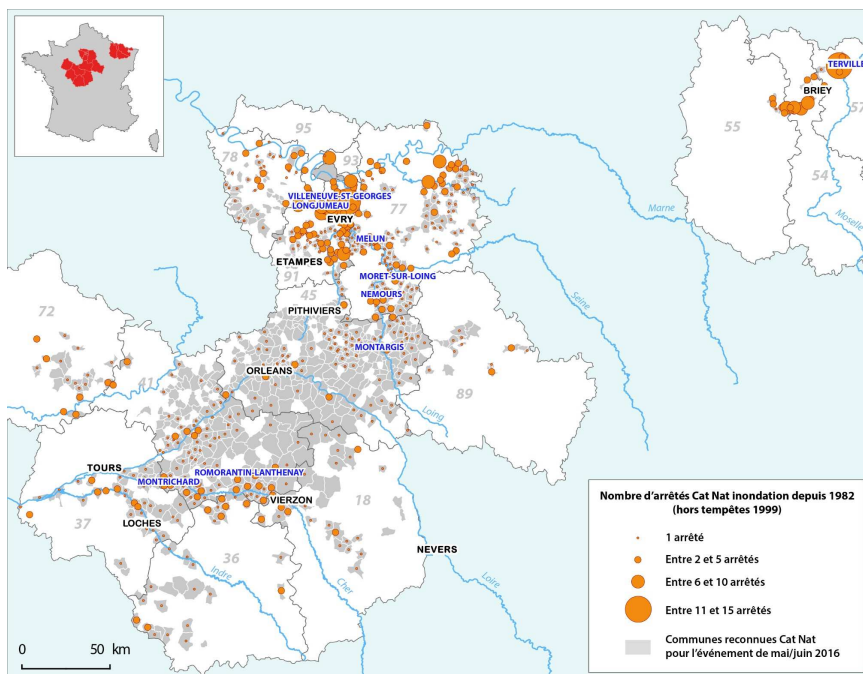 95
78
93
77
VILLENEUVE-ST-GEORGES
LONGJUMEAU
EVRY
MELUN
ETAMPES
91
MORET-SUR-LOING
NEMOURS
45
PITHIVIERS
MONTARGIS
72
41
ORLEANS
Loing
89
TERVILLE
BRIEY
55
57
54
Moselle
Marne
Seine
TOURS
MONTRICHARD
ROMORANTIN-LANTHENAY
VIERZON
18
37
LOCHES
36
NEVERS
Indre
Cher
Loire
0 50 km
Nombre d'arrêtés Cat Nat inondation depuis 1982
(hors tempêtes 1999)
1 arrêté
Entre 2 et 5 arrêtés
Entre 6 et 10 arrêtés
Entre 11 et 15 arrêtés
Communes reconnues Cat Nat
pour l'événement de mai/juin 2016